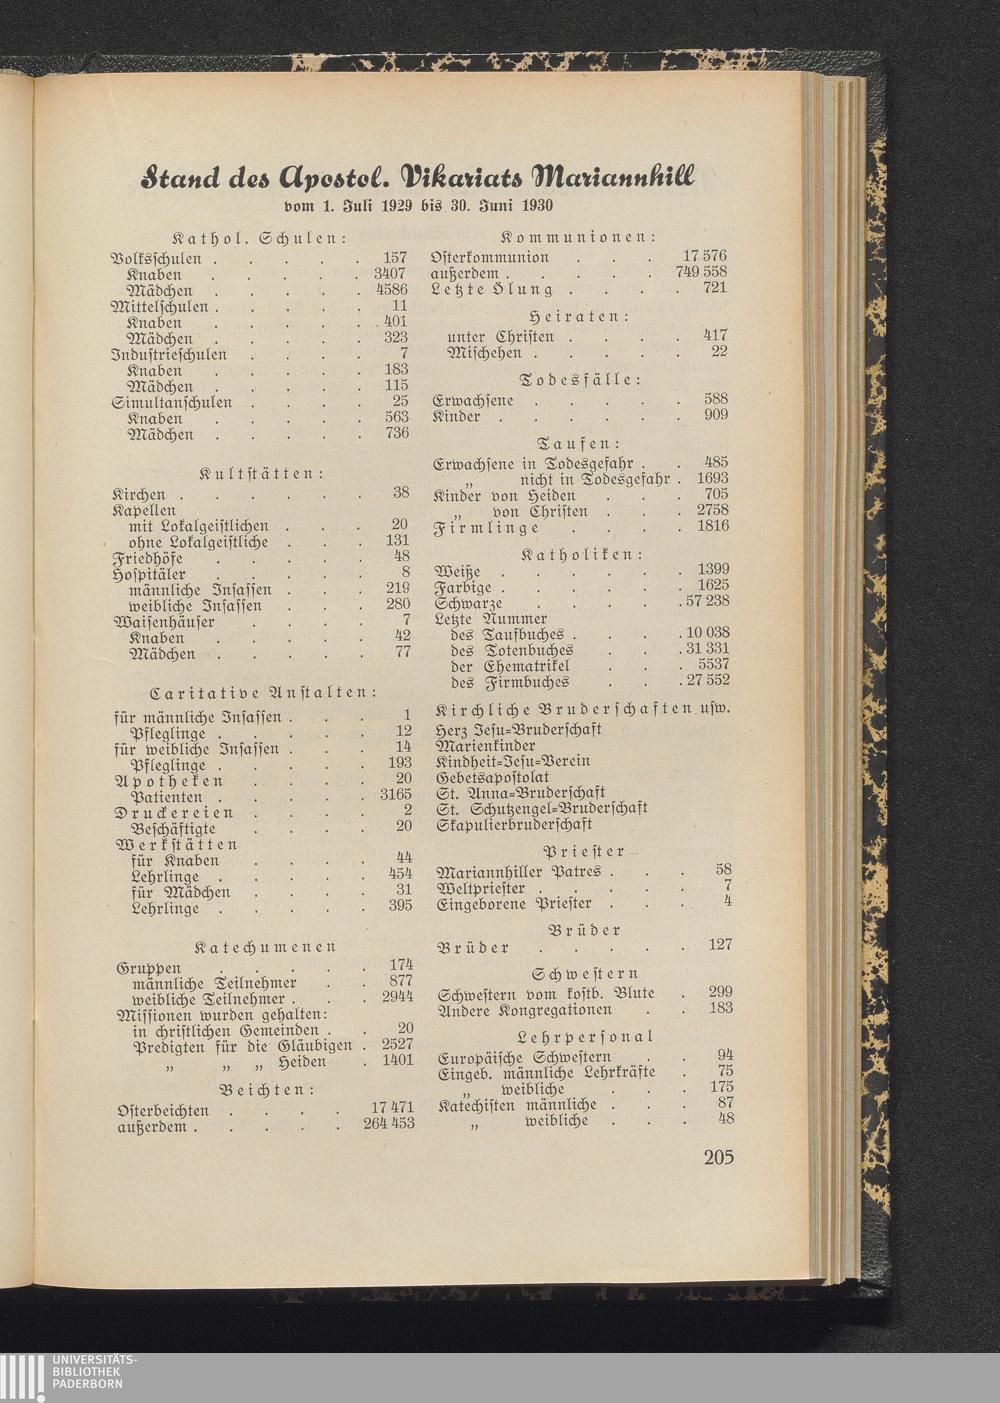 Stand des Apostol. Vikariats Mariannhill
vom 1. Juli 1929 bis 30. Juni 1930
Kathol. Schulen:
Volksschulen . . . . . 157
Knaben . . . . . 3407
Mädchen . . . . . 4586
Mittelschulen . . . . . 11
Knaben . . . . . 401
Mädchen . . . . . 323
Industrieschulen . . . . 7
Knaben . . . . . 183
Mädchen . . . . . 115
Simultanschulen . . . . 25
Knaben . . . . . 563
Mädchen . . . . . 736
Kultstätten:
Kirchen . . . . . . 38
Kapellen
mit Lokalgeistlichen . . . 20
ohne Lokalgeistliche . . . 131
Friedhöfe . . . . . 48
Hospitäler . . . . . 8
männliche Insassen . . . 219
weibliche Insassen . . . 280
Waisenhäuser . . . . 7
Knaben . . . . . 42
Mädchen . . . . . 77
Caritative Anstalten:
für männliche Insassen . . . 1
Pfleglinge . . . . . 12
für weibliche Insassen . . . 14
Pfleglinge . . . . . 193
Apotheken . . . . 20
Patienten . . . . . 3165
Druckereien . . . . 2
Beschäftigte . . . . 20
Werkstätten
für Knaben . . . . 44
Lehrlinge . . . . . 454
für Mädchen . . . . 31
Lehrlinge . . . . . 395
Katechumenen
Gruppen . . . . . 174
männliche Teilnehmer . . 877
weibliche Teilnehmer . . . 2944
Missionen wurden gehalten:
in christlichen Gemeinden . . 20
Predigten für die Gläubigen . 2527
„ „ „ Heiden . 1401
Beichten:
Osterbeichten . . . . 17 471
außerdem . . . . . 264 453
Kommunionen:
Osterkommunion . . . 17 576
außerdem . . . . . 749 558
Letzte Ölung . . . . 721
Heiraten:
unter Christen . . . . 417
Mischehen . . . . . 22
Todesfälle:
Erwachsene . . . . . 588
Kinder . . . . . . 909
Taufen:
Erwachsene in Todesgefahr . . 485
„ nicht in Todesgefahr . 1693
Kinder von Heiden . . . 705
„ von Christen . . . 2758
Firmlinge . . . . 1816
Katholiken:
Weiße . . . . . . 1399
Farbige . . . . . . 1625
Schwarze . . . . . 57 238
Letzte Nummer
des Taufbuches . . . . 10 038
des Totenbuches . . . 31 331
der Ehematrikel . . . 5537
des Firmbuches . . . 27 552
Kirchliche Bruderschaften usw.
Herz Jesu=Bruderschaft
Marienkinder
Kindheit=Jesu=Verein
Gebetsapostolat
St. Anna=Bruderschaft
St. Schutzengel=Bruderschaft
Skapulierbruderschaft
Priester
Mariannhiller Patres . . . 58
Weltpriester . . . . . 7
Eingeborene Priester . . . 4
Brüder
Brüder . . . . . 127
Schwestern
Schwestern vom kostb. Blute . 299
Andere Kongregationen . . 183
Lehrpersonal
Europäische Schwestern . . 94
Eingeb. männliche Lehrkräfte . 75
„ weibliche . . . 175
Katechisten männliche . . . 87
„ weibliche . . . 48
205
UNIVERSITÄTS-
BIBLIOTHEK
PADERBORN